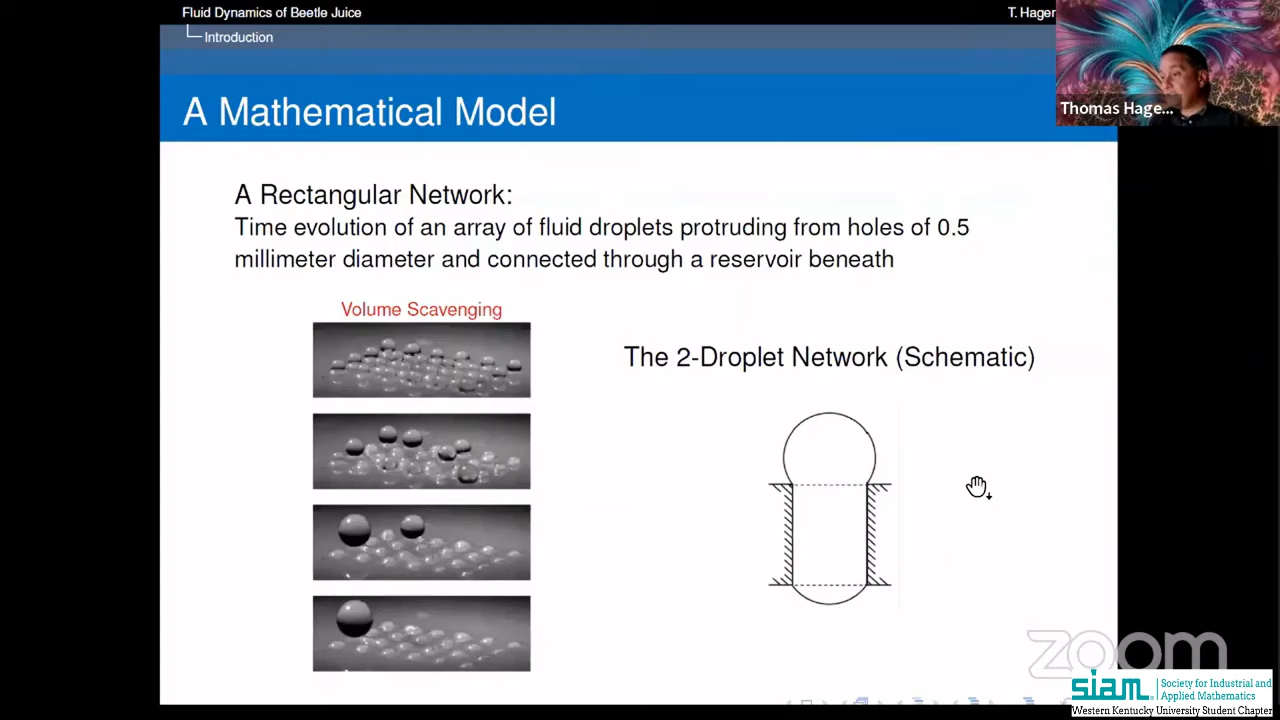 Fluid Dynamics of Beetle Juice
T. Hager
Introduction
Thomas Hage...
A Mathematical Model
A Rectangular Network:
Time evolution of an array of fluid droplets protruding from holes of 0.5
millimeter diameter and connected through a reservoir beneath
Volume Scavenging
The 2-Droplet Network (Schematic)
zoom
siam. Society for Industrial and
Applied Mathematics
Western Kentucky University Student Chapter